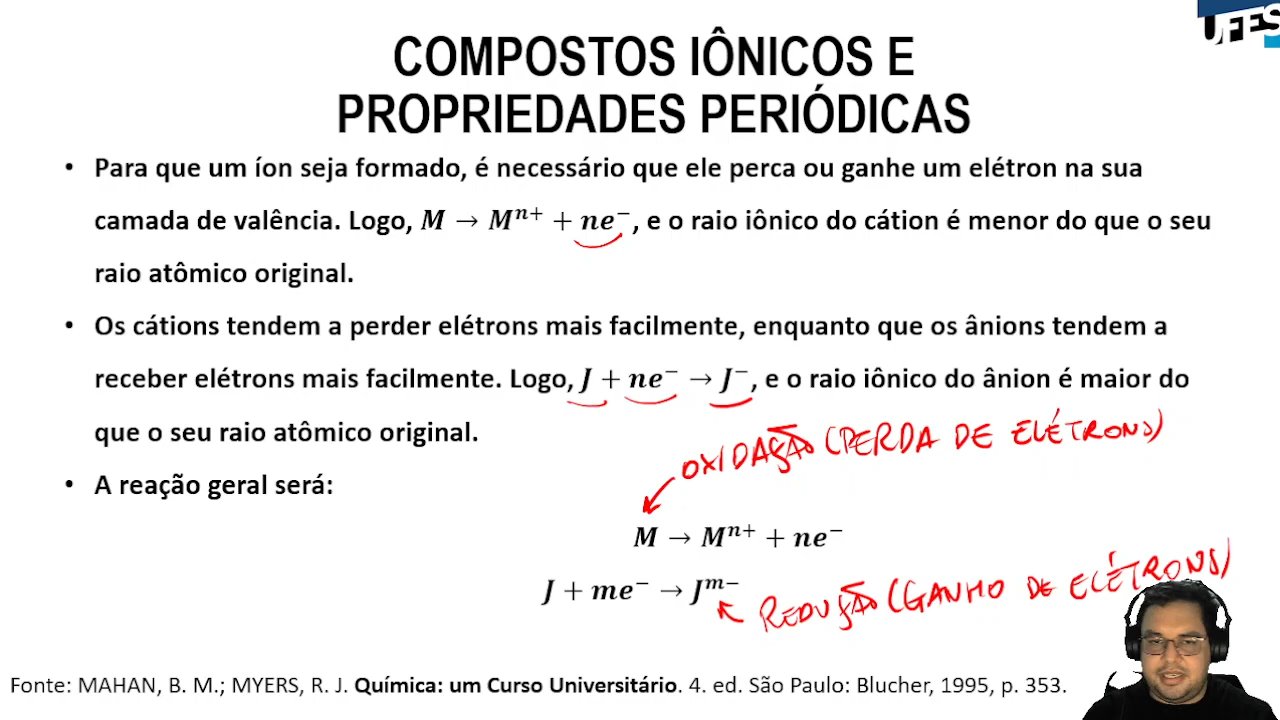 UFES
COMPOSTOS IÔNICOS E
PROPRIEDADES PERIÓDICAS
• Para que um íon seja formado, é necessário que ele perca ou ganhe um elétron na sua
camada de valência. Logo, M → Mⁿ⁺ + ne⁻, e o raio iônico do cátion é menor do que o seu
raio atômico original.
• Os cátions tendem a perder elétrons mais facilmente, enquanto que os ânions tendem a
receber elétrons mais facilmente. Logo, J + ne⁻ → J⁻, e o raio iônico do ânion é maior do
que o seu raio atômico original.
OXIDAÇÃO (PERDA DE ELÉTRONS)
• A reação geral será:
M → Mⁿ⁺ + ne⁻
J + me⁻ → Jᵐ⁻
REDUÇÃO (GANHO DE ELÉTRONS)
Fonte: MAHAN, B. M.; MYERS, R. J. Química: um Curso Universitário. 4. ed. São Paulo: Blucher, 1995, p. 353.